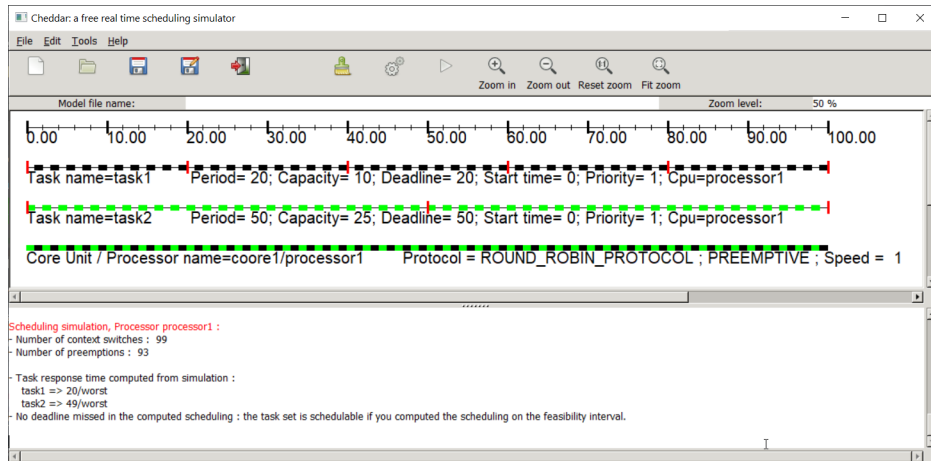 Cheddar: a free real time scheduling simulator
File Edit Tools Help
Zoom in Zoom out Reset zoom Fit zoom
Model file name: Zoom level: 50 %
0.00 10.00 20.00 30.00 40.00 50.00 60.00 70.00 80.00 90.00 100.00
Task name=task1 Period= 20; Capacity= 10; Deadline= 20; Start time= 0; Priority= 1; Cpu=processor1
Task name=task2 Period= 50; Capacity= 25; Deadline= 50; Start time= 0; Priority= 1; Cpu=processor1
Core Unit / Processor name=coore1/processor1 Protocol = ROUND_ROBIN_PROTOCOL ; PREEMPTIVE ; Speed = 1
Scheduling simulation, Processor processor1 :
- Number of context switches : 99
- Number of preemptions : 93
- Task response time computed from simulation :
task1 => 20/worst
task2 => 49/worst
- No deadline missed in the computed scheduling : the task set is schedulable if you computed the scheduling on the feasibility interval.